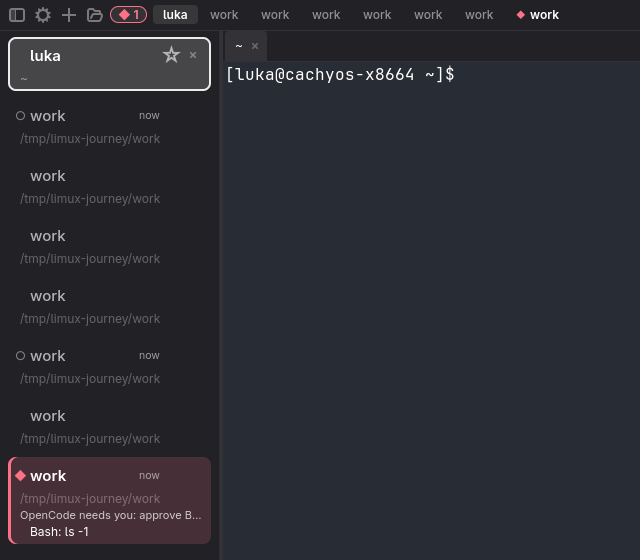 1 luka work work work work work work work
luka
~
work now
/tmp/limux-journey/work
work
/tmp/limux-journey/work
work
/tmp/limux-journey/work
work
/tmp/limux-journey/work
work now
/tmp/limux-journey/work
work
/tmp/limux-journey/work
work now
/tmp/limux-journey/work
OpenCode needs you: approve B...
Bash: ls -1
~ ×
[luka@cachyos-x8664 ~]$